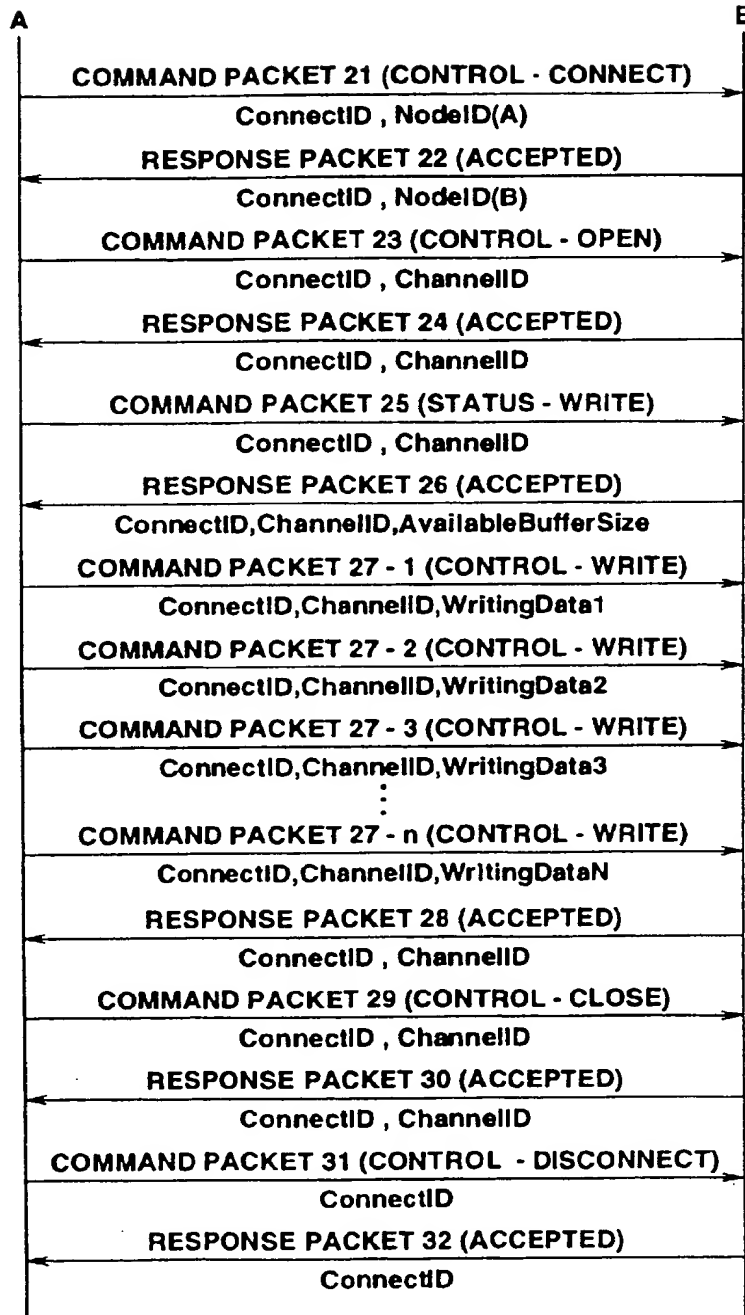 A
B
COMMAND PACKET 21 (CONTROL - CONNECT)
ConnectID , NodeID(A)
RESPONSE PACKET 22 (ACCEPTED)
ConnectID , NodeID(B)
COMMAND PACKET 23 (CONTROL - OPEN)
ConnectID , ChannelID
RESPONSE PACKET 24 (ACCEPTED)
ConnectID , ChannelID
COMMAND PACKET 25 (STATUS - WRITE)
ConnectID , ChannelID
RESPONSE PACKET 26 (ACCEPTED)
ConnectID,ChannelID,AvailableBufferSize
COMMAND PACKET 27 - 1 (CONTROL - WRITE)
ConnectID,ChannelID,WritingData1
COMMAND PACKET 27 - 2 (CONTROL - WRITE)
ConnectID,ChannelID,WritingData2
COMMAND PACKET 27 - 3 (CONTROL - WRITE)
ConnectID,ChannelID,WritingData3
⋮
COMMAND PACKET 27 - n (CONTROL - WRITE)
ConnectID,ChannelID,WritingDataN
RESPONSE PACKET 28 (ACCEPTED)
ConnectID , ChannelID
COMMAND PACKET 29 (CONTROL - CLOSE)
ConnectID , ChannelID
RESPONSE PACKET 30 (ACCEPTED)
ConnectID , ChannelID
COMMAND PACKET 31 (CONTROL - DISCONNECT)
ConnectID
RESPONSE PACKET 32 (ACCEPTED)
ConnectID